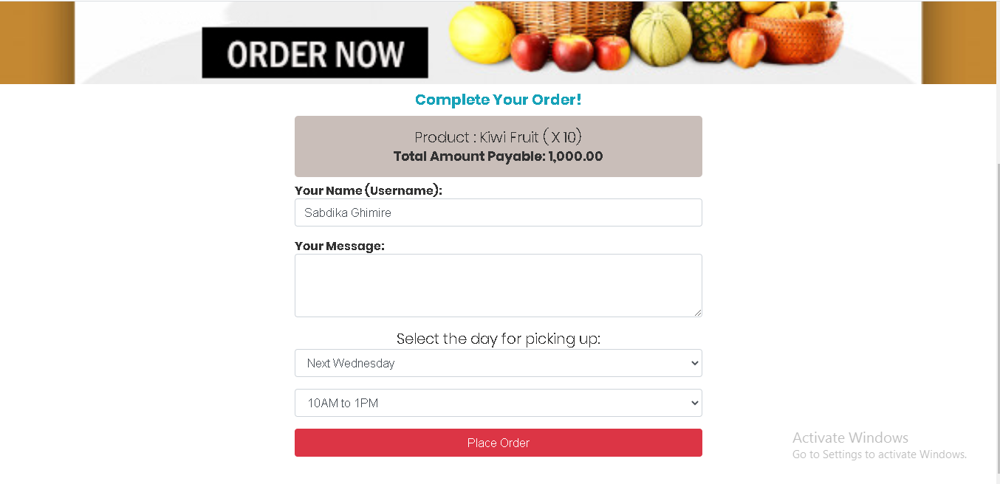 ORDER NOW
Complete Your Order!
Product : Kiwi Fruit ( X 10)
Total Amount Payable: 1,000.00
Your Name (Username):
Sabdika Ghimire
Your Message:
Select the day for picking up:
Next Wednesday
10AM to 1PM
Place Order
Activate Windows
Go to Settings to activate Windows.